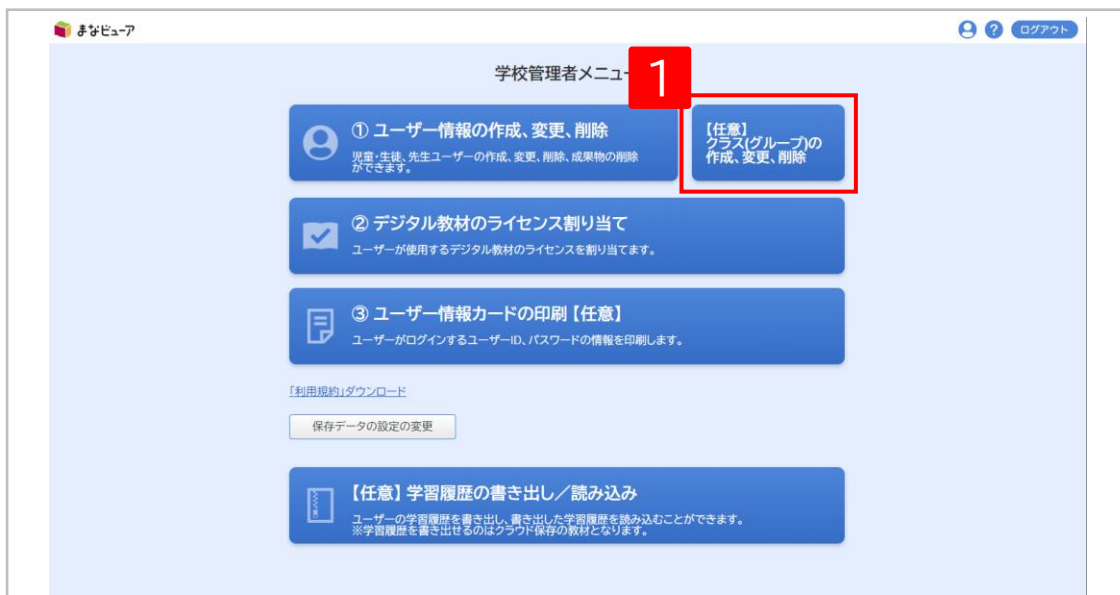 まなビューア
? ログアウト
学校管理者メニュー
1
① ユーザー情報の作成、変更、削除
児童・生徒、先生ユーザーの作成、変更、削除、成果物の削除
ができます。
【任意】
クラス(グループ)の
作成、変更、削除
② デジタル教材のライセンス割り当て
ユーザーが使用するデジタル教材のライセンスを割り当てます。
③ ユーザー情報カードの印刷【任意】
ユーザーがログインするユーザーID、パスワードの情報を印刷します。
「利用規約」ダウンロード
保存データの設定の変更
【任意】学習履歴の書き出し/読み込み
ユーザーの学習履歴を書き出し、書き出した学習履歴を読み込むことができます。
※学習履歴を書き出せるのはクラウド保存の教材となります。